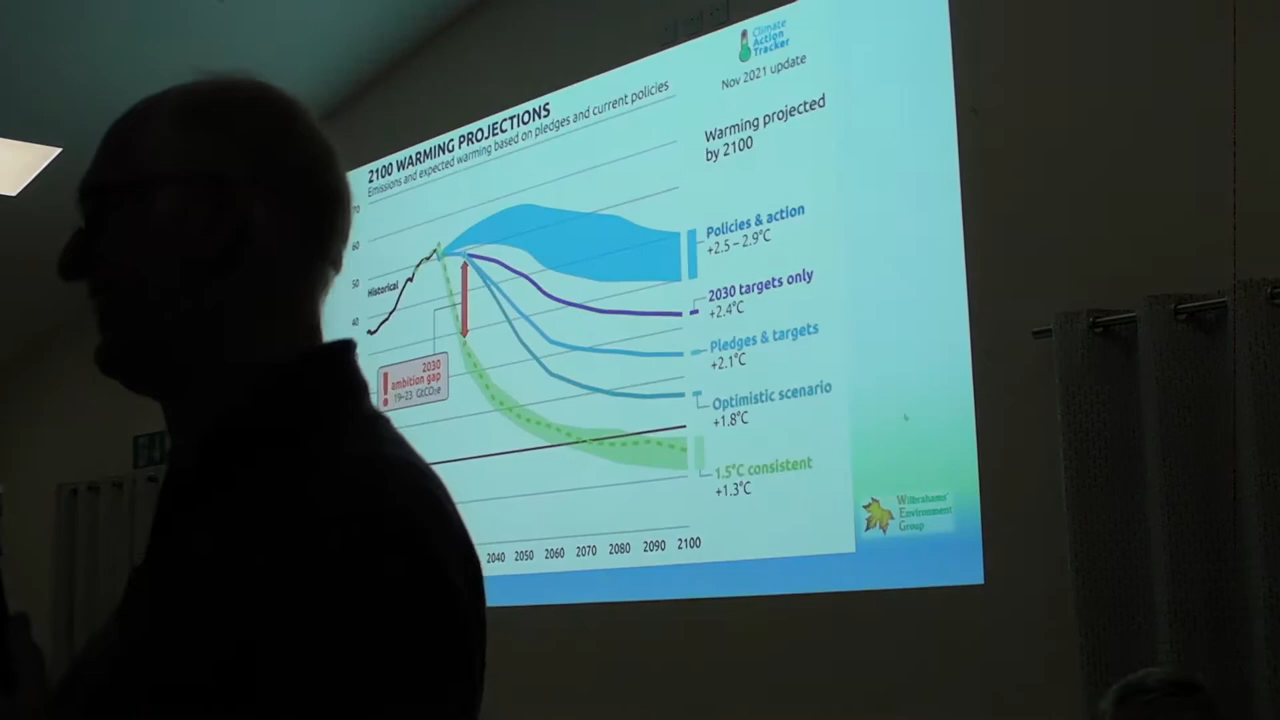 Climate
Action
Tracker
Nov 2021 update
2100 WARMING PROJECTIONS
Emissions and expected warming based on pledges and current policies
Warming projected
by 2100
70
60
50
40
Historical
Policies & action
+2.5 – 2.9°C
2030 targets only
+2.4°C
Pledges & targets
+2.1°C
Optimistic scenario
+1.8°C
1.5°C consistent
+1.3°C
! 2030
ambition gap
19–23 GtCO₂e
2040 2050 2060 2070 2080 2090 2100
Wilbrahams'
Environment
Group